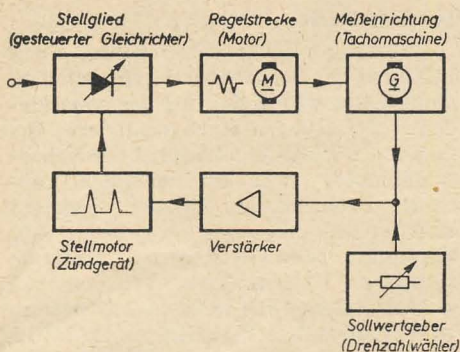 Stellglied
(gesteuerter Gleichrichter)
Regelstrecke
(Motor)
Meßeinrichtung
(Tachomaschine)
M
G
Stellmotor
(Zündgerät)
Verstärker
Sollwertgeber
(Drehzahlwähler)